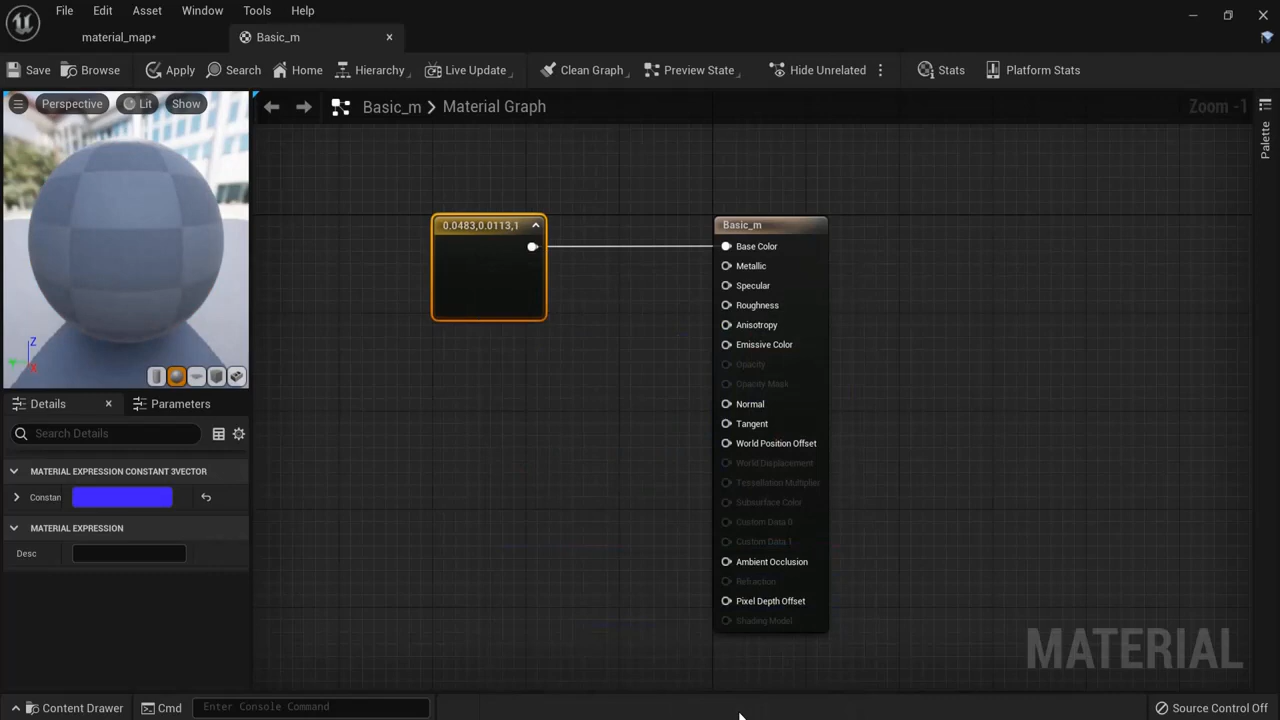 File Edit Asset Window Tools Help
material_map* Basic_m
Save Browse Apply Search Home Hierarchy Live Update Clean Graph Preview State Hide Unrelated Stats Platform Stats
Perspective Lit Show
Basic_m Material Graph Zoom -1
Palette
0.0483,0.0113,1
Basic_m
Base Color
Metallic
Specular
Roughness
Anisotropy
Emissive Color
Opacity
Opacity Mask
Normal
Tangent
World Position Offset
World Displacement
Tessellation Multiplier
Subsurface Color
Custom Data 0
Custom Data 1
Ambient Occlusion
Refraction
Pixel Depth Offset
Shading Model
Z
X
Details Parameters
Search Details
MATERIAL EXPRESSION CONSTANT 3VECTOR
Constan
MATERIAL EXPRESSION
Desc
MATERIAL
Content Drawer Cmd Enter Console Command Source Control Off